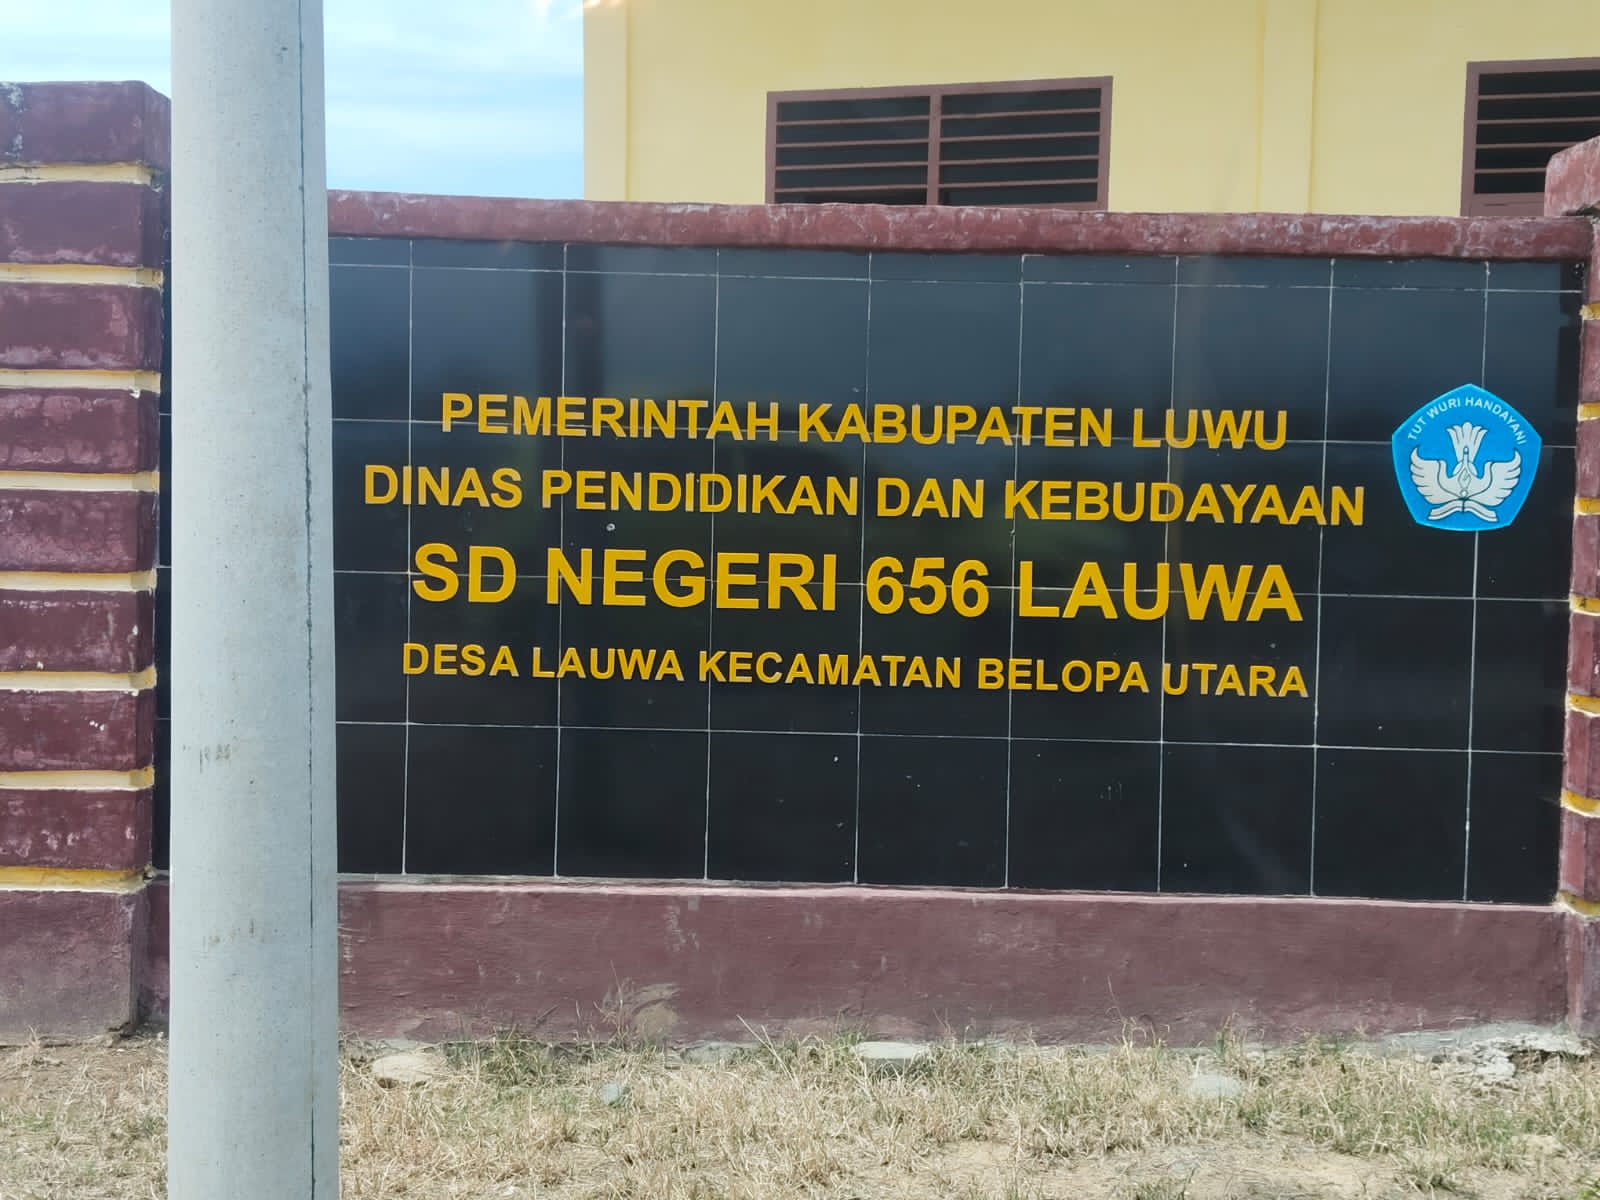 PEMERINTAH KABUPATEN LUWU
DINAS PENDIDIKAN DAN KEBUDAYAAN
SD NEGERI 656 LAUWA
DESA LAUWA KECAMATAN BELOPA UTARA
TUT WURI HANDAYANI